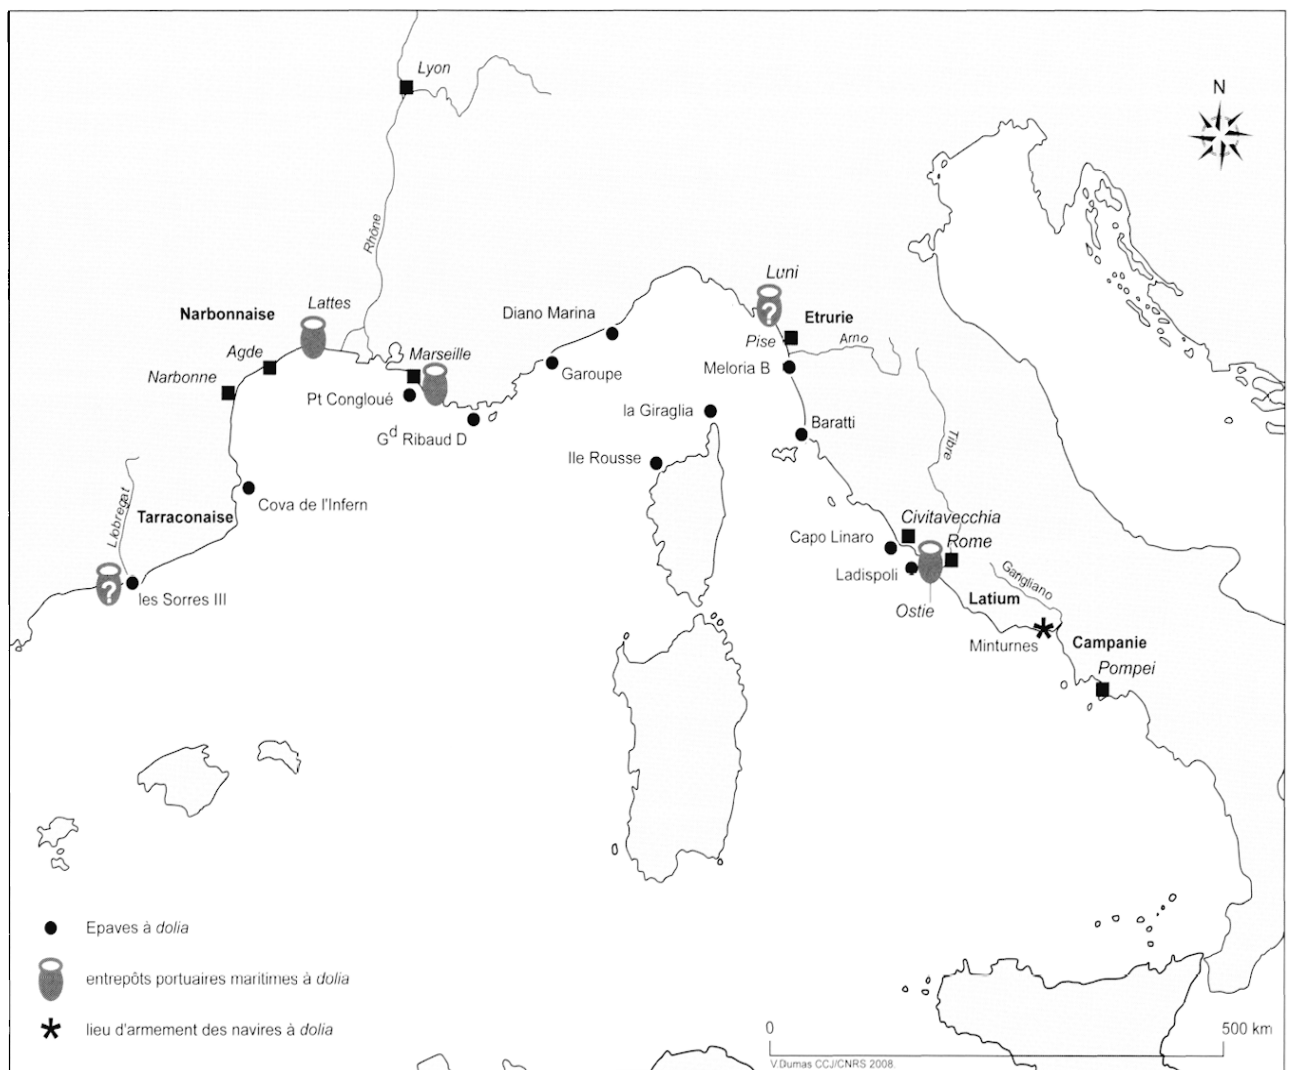 Lyon
N
Rhône
Luni
?
Lattes
Narbonnaise
Diano Marina
Etrurie
Pise
Arno
Agde
Marseille
Narbonne
Garoupe
Meloria B
Pt Congloué
la Giraglia
Baratti
Gd Ribaud D
Ile Rousse
Tibre
Llobregat
Cova de l'Infern
Tarraconaise
Civitavecchia
Capo Linaro
Rome
Ladispoli
Gangliano
?
les Sorres III
Latium
Ostie
Minturnes
Campanie
Pompei
Epaves à dolia
entrepôts portuaires maritimes à dolia
lieu d'armement des navires à dolia
0 500 km
V.Dumas CCJ/CNRS 2008